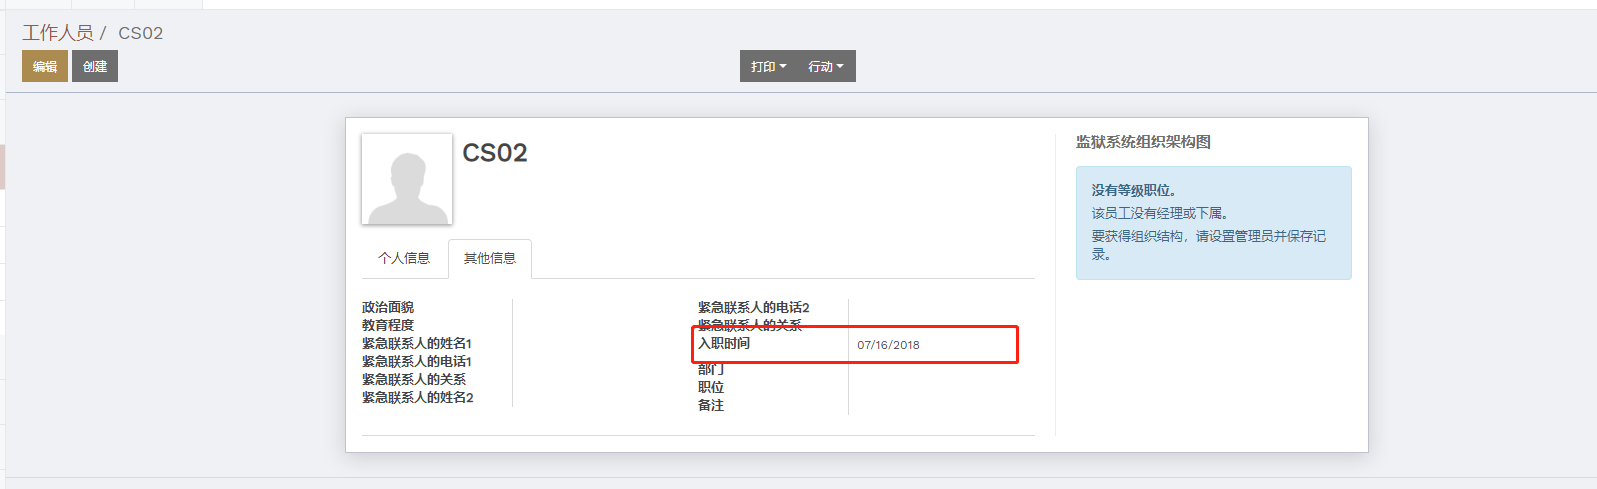 工作人员 / CS02
编辑 创建 打印 行动
CS02
个人信息 其他信息
政治面貌
教育程度
紧急联系人的姓名1
紧急联系人的电话1
紧急联系人的关系
紧急联系人的姓名2
紧急联系人的电话2
紧急联系人的关系
入职时间 07/16/2018
部门
职位
备注
监狱系统组织架构图
没有等级职位。
该员工没有经理或下属。
要获得组织结构，请设置管理员并保存记
录。